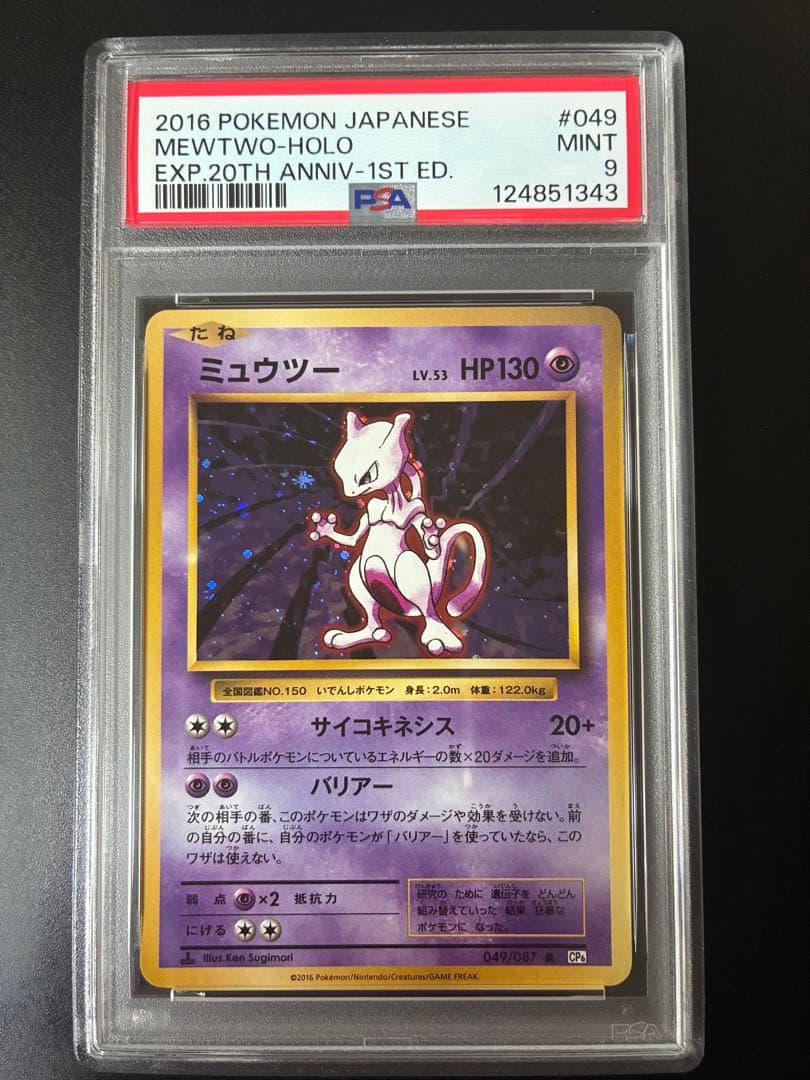 2016 POKEMON JAPANESE #049
MEWTWO-HOLO MINT
EXP.20TH ANNIV-1ST ED. 9
PSA 124851343
たね
ミュウツー LV.53 HP130
全国図鑑NO.150 いでんしポケモン 身長:2.0m 体重:122.0kg
サイコキネシス 20+
相手のバトルポケモンについているエネルギーの数×20ダメージを追加。
バリアー
次の相手の番、このポケモンはワザのダメージや効果を受けない。前
の自分の番に、自分のポケモンが「バリアー」を使っていたなら、この
ワザは使えない。
弱点 ×2 抵抗力
にげる
研究の ために 遺伝子を どんどん
組み替えていった 結果 狂暴な
ポケモンに なった。
Illus.Ken Sugimori 049/087 R CP6
©2016 Pokémon/Nintendo/Creatures/GAME FREAK.
PSA